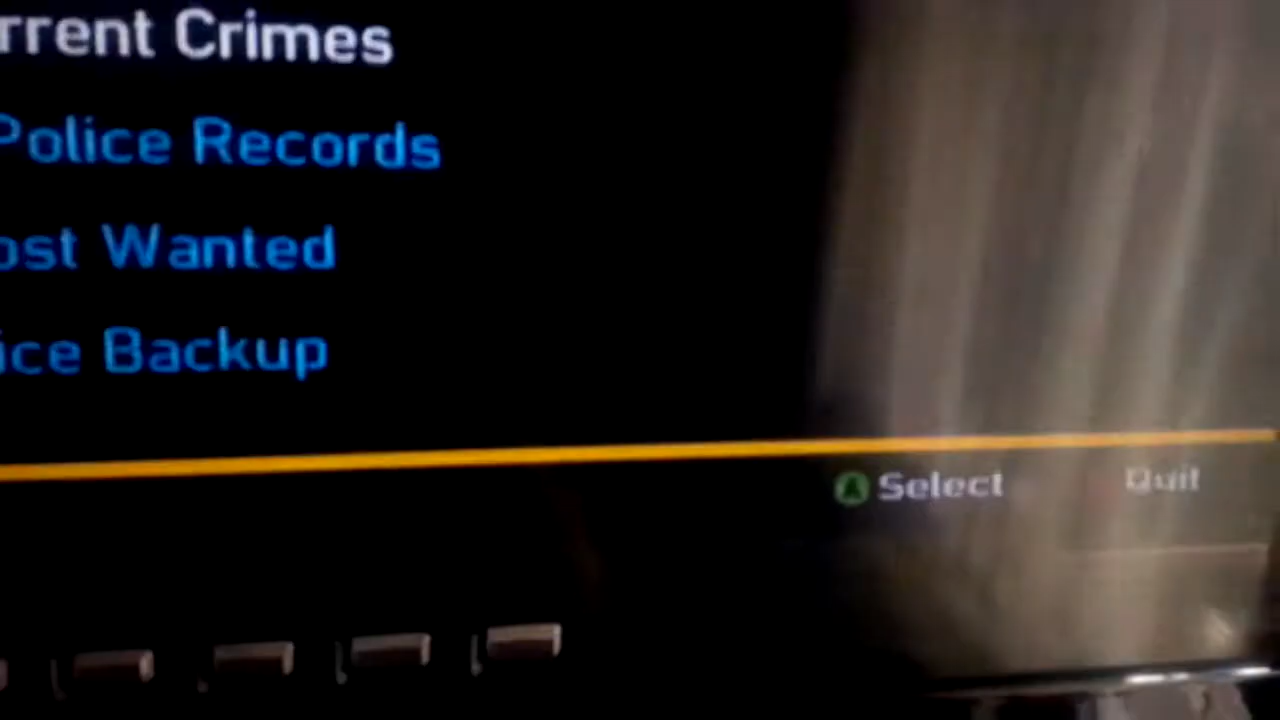 rrent Crimes
Police Records
ost Wanted
ice Backup
A Select Quit